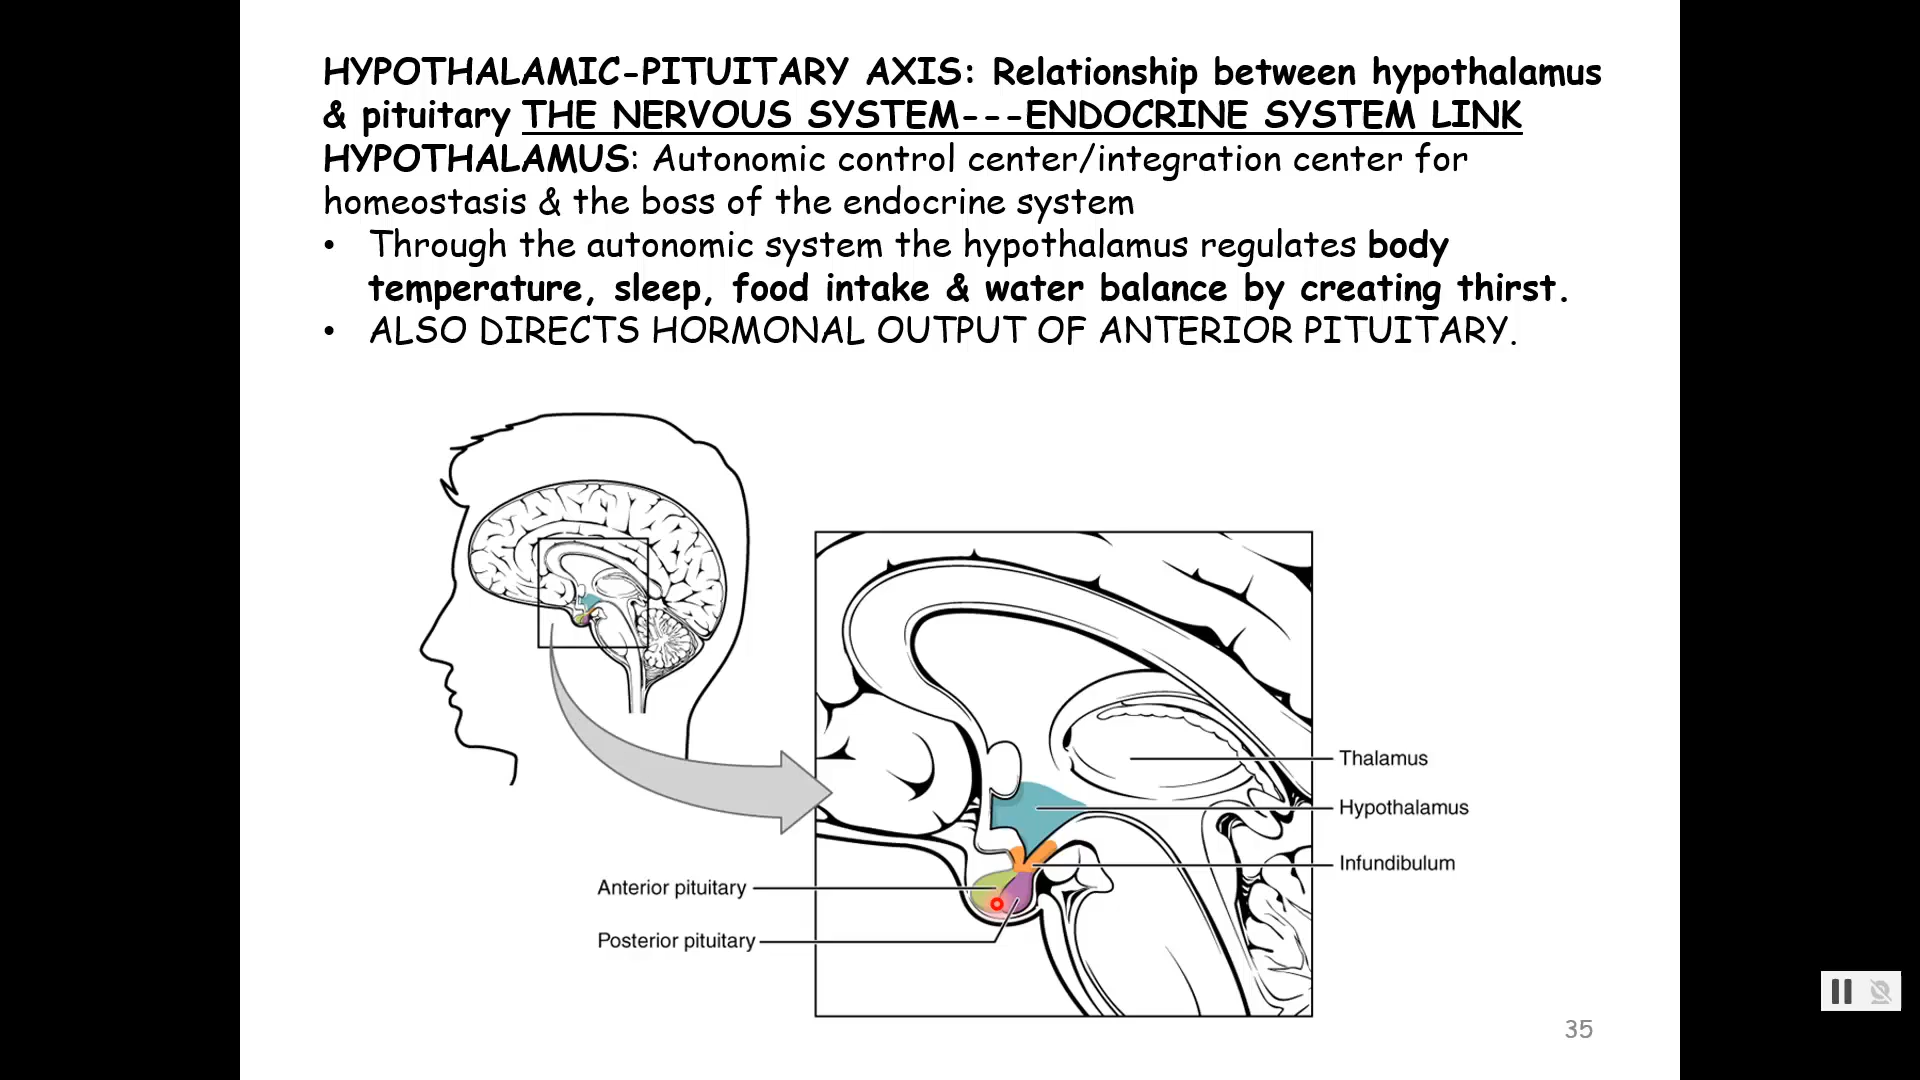 HYPOTHALAMIC-PITUITARY AXIS: Relationship between hypothalamus
& pituitary THE NERVOUS SYSTEM---ENDOCRINE SYSTEM LINK
HYPOTHALAMUS: Autonomic control center/integration center for
homeostasis & the boss of the endocrine system
• Through the autonomic system the hypothalamus regulates body
temperature, sleep, food intake & water balance by creating thirst.
• ALSO DIRECTS HORMONAL OUTPUT OF ANTERIOR PITUITARY.
Thalamus
Hypothalamus
Infundibulum
Anterior pituitary
Posterior pituitary
35